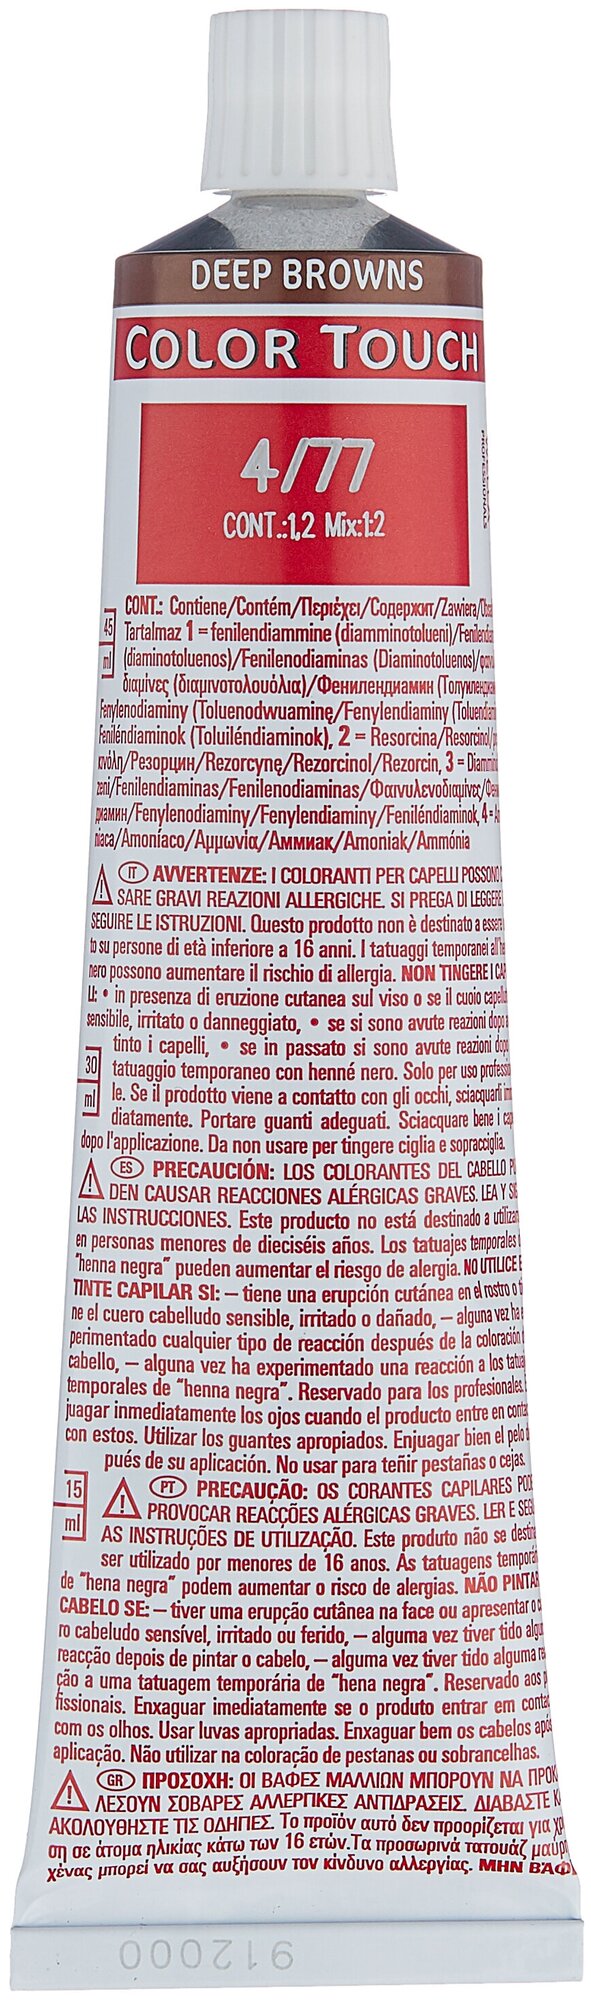 DEEP BROWNS
COLOR TOUCH
4/77
CONT.:1,2 Mix:1:2
PROFESSIONALS
CONT.: Contiene/Contém/Περιέχει/Содержит/Zawiera/
45 ml
Tartalmaz 1 = fenilendiammine (diamminotolueni)/
(diaminotoluenos)/Fenilenodiaminas (Diaminotoluenos)/
διαμίνες (διαμινοτολουόλια)/Фенилендиамин
Fenylenodiaminy (Toluenodwuaminę/Fenylendiaminy
Feniléndiaminok (Toluiléndiaminok), 2 = Resorcina/Resorcinol/
κινόλη/Резорцин/Rezorcynę/Rezorcinol/Rezorcin, 3 =
zeni/Fenilendiaminas/Fenilenodiaminas/Φαινυλενοδιαμίνες/
диамин/Fenylenodiaminy/Fenylendiaminy/Feniléndiaminok, 4 =
niaca/Amoníaco/Αμμωνία/Аммиак/Amoniak/Ammónia
IT AVVERTENZE: I COLORANTI PER CAPELLI POSSONO
SARE GRAVI REAZIONI ALLERGICHE. SI PREGA DI LEGGERE
SEGUIRE LE ISTRUZIONI. Questo prodotto non è destinato a essere
to su persone di età inferiore a 16 anni. I tatuaggi temporanei
nero possono aumentare il rischio di allergia. NON TINGERE I
LI: • in presenza di eruzione cutanea sul viso o se il cuoio
sensibile, irritato o danneggiato, • se si sono avute reazioni dopo
tinto i capelli, • se in passato si sono avute reazioni dopo
30 ml
tatuaggio temporaneo con henné nero. Solo per uso
le. Se il prodotto viene a contatto con gli occhi, sciacquarli
diatamente. Portare guanti adeguati. Sciacquare bene i
dopo l'applicazione. Da non usare per tingere ciglia e sopracciglia.
ES PRECAUCIÓN: LOS COLORANTES DEL CABELLO
DEN CAUSAR REACCIONES ALÉRGICAS GRAVES. LEA Y
LAS INSTRUCCIONES. Este producto no está destinado a
en personas menores de dieciséis años. Los tatuajes temporales
"henna negra" pueden aumentar el riesgo de alergia. NO UTILICE
TINTE CAPILAR SI: – tiene una erupción cutánea en el rostro o
ne el cuero cabelludo sensible, irritado o dañado, – alguna vez ha
perimentado cualquier tipo de reacción después de la coloración
cabello, – alguna vez ha experimentado una reacción a los
temporales de "henna negra". Reservado para los profesionales.
juagar inmediatamente los ojos cuando el producto entre en
con estos. Utilizar los guantes apropiados. Enjuagar bien el pelo
pués de su aplicación. No usar para teñir pestañas o cejas.
15 ml
PT PRECAUÇÃO: OS CORANTES CAPILARES
PROVOCAR REACÇÕES ALÉRGICAS GRAVES. LER E
AS INSTRUÇÕES DE UTILIZAÇÃO. Este produto não se
ser utilizado por menores de 16 anos. As tatuagens
de "hena negra" podem aumentar o risco de alergias. NÃO PINTAR
CABELO SE: – tiver uma erupção cutânea na face ou apresentar o
ro cabeludo sensível, irritado ou ferido, – alguma vez tiver tido
reacção depois de pintar o cabelo, – alguma vez tiver tido alguma
ção a uma tatuagem temporária de "hena negra". Reservado aos
fissionais. Enxaguar imediatamente se o produto entrar em
com os olhos. Usar luvas apropriadas. Enxaguar bem os cabelos após
aplicação. Não utilizar na coloração de pestanas ou sobrancelhas.
GR ΠΡΟΣΟΧΗ: ΟΙ ΒΑΦΕΣ ΜΑΛΛΙΩΝ ΜΠΟΡΟΥΝ ΝΑ
ΛΕΣΟΥΝ ΣΟΒΑΡΕΣ ΑΛΛΕΡΓΙΚΕΣ ΑΝΤΙΔΡΑΣΕΙΣ. ΔΙΑΒΑΣΤΕ
ΑΚΟΛΟΥΘΗΣΤΕ ΤΙΣ ΟΔΗΓΙΕΣ. Το προϊόν αυτό δεν προορίζεται για
ση σε άτομα ηλικίας κάτω των 16 ετών. Τα προσωρινά τατουάζ
χένας μπορεί να σας αυξήσουν τον κίνδυνο αλλεργίας. ΜΗΝ
912000